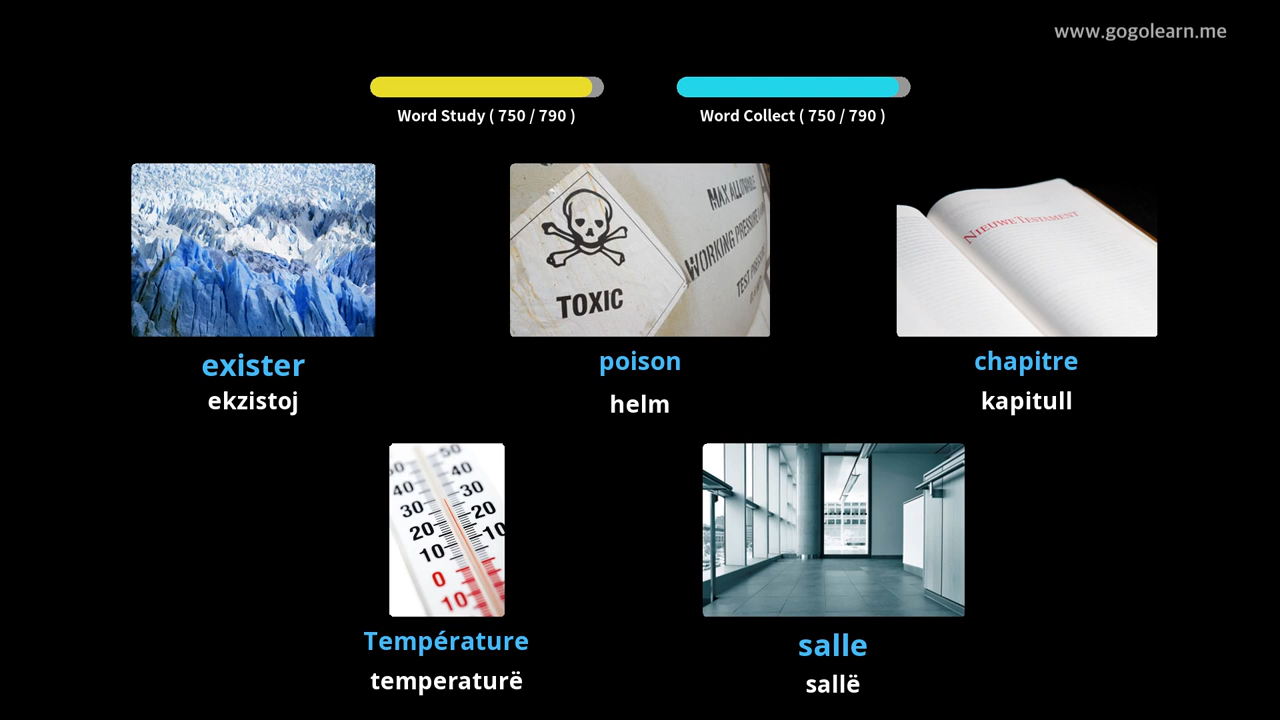 www.gogolearn.me
Word Study ( 750 / 790 )
Word Collect ( 750 / 790 )
MAX ALLOWABLE
WORKING PRESSURE
TEST PRESS
TOXIC
NIEUWE TESTAMENT
exister
poison
chapitre
ekzistoj
helm
kapitull
50 50
40 40
30 30
20 20
10 10
0
10
Température
salle
temperaturë
sallë